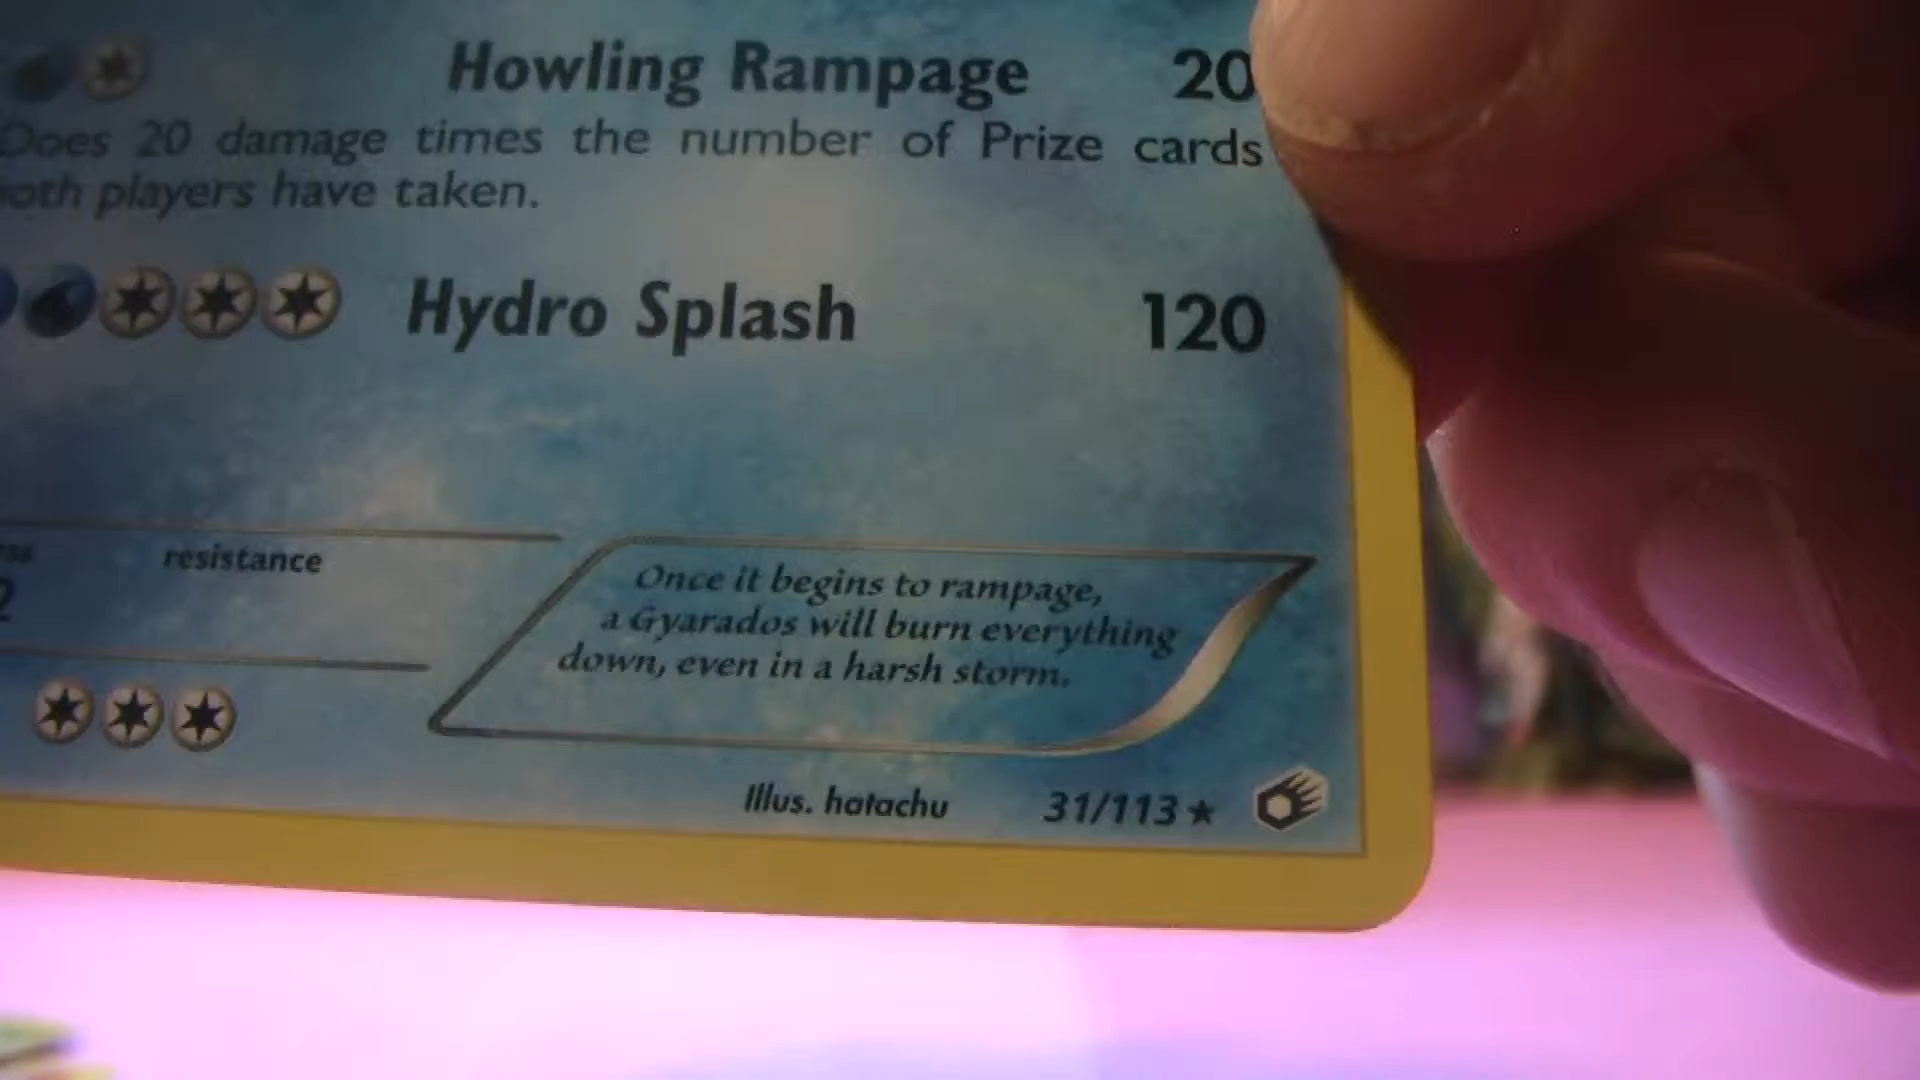 Howling Rampage 20
Does 20 damage times the number of Prize cards
both players have taken.
Hydro Splash 120
resistance
2
Once it begins to rampage,
a Gyarados will burn everything
down, even in a harsh storm.
Illus. hatachu 31/113